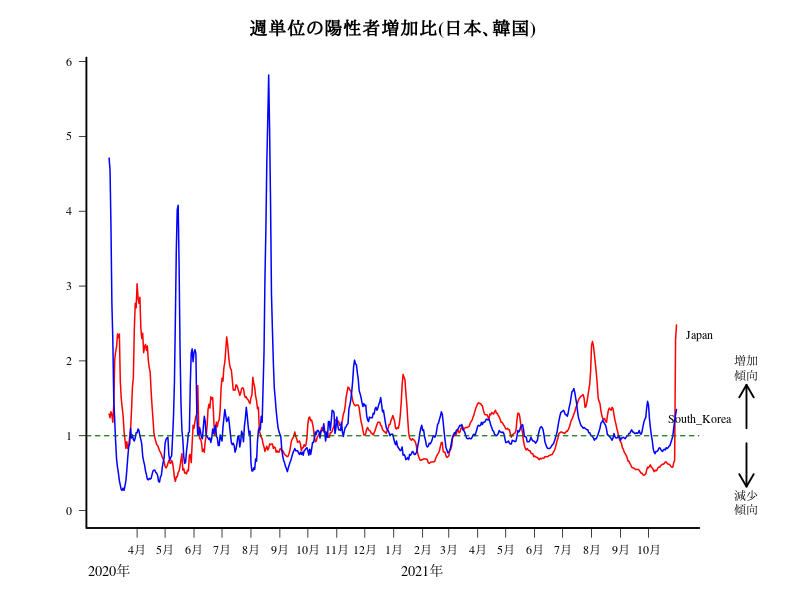 週単位の陽性者増加比(日本、韓国)
6
5
4
3
2
1
0
Japan
South_Korea
増加
傾向
減少
傾向
4月 5月 6月 7月 8月 9月 10月 11月 12月 1月 2月 3月 4月 5月 6月 7月 8月 9月 10月
2020年 2021年